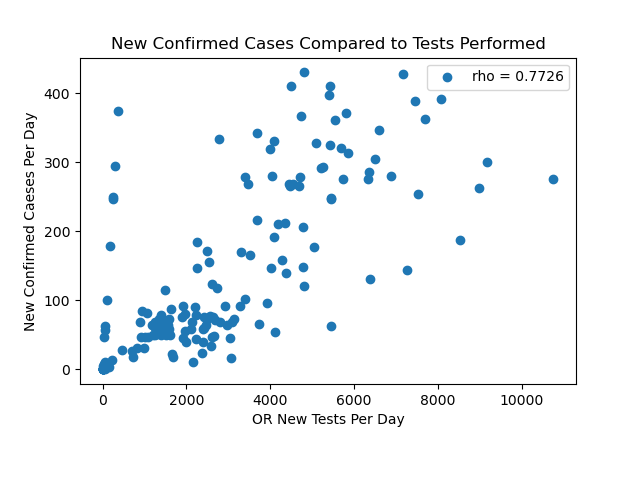 New Confirmed Cases Compared to Tests Performed
rho = 0.7726
400
300
200
100
0
New Confirmed Caeses Per Day
0 2000 4000 6000 8000 10000
OR New Tests Per Day